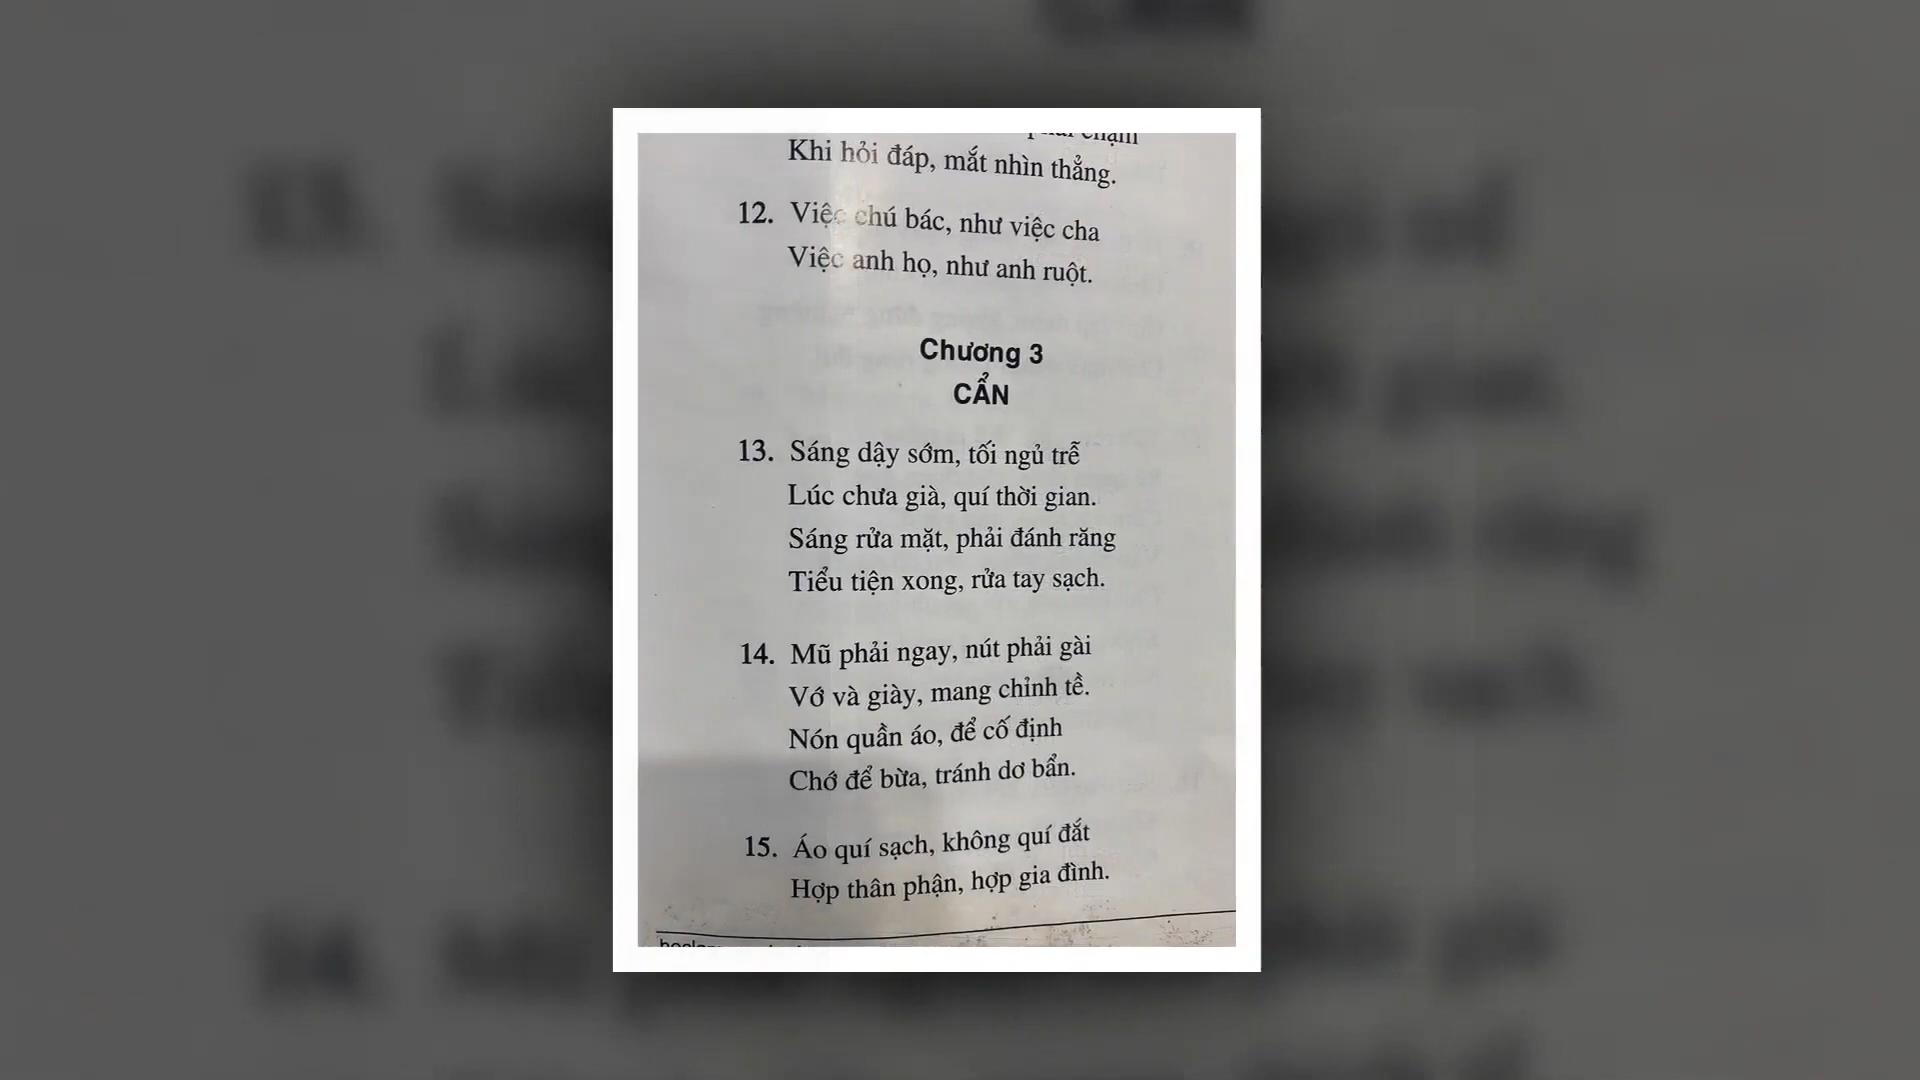 chạm
Khi hỏi đáp, mắt nhìn thẳng.
12. Việc chú bác, như việc cha
Việc anh họ, như anh ruột.
Chương 3
CẨN
13. Sáng dậy sớm, tối ngủ trễ
Lúc chưa già, quí thời gian.
Sáng rửa mặt, phải đánh răng
Tiểu tiện xong, rửa tay sạch.
14. Mũ phải ngay, nút phải gài
Vớ và giày, mang chỉnh tề.
Nón quần áo, để cố định
Chớ để bừa, tránh dơ bẩn.
15. Áo quí sạch, không quí đắt
Hợp thân phận, hợp gia đình.